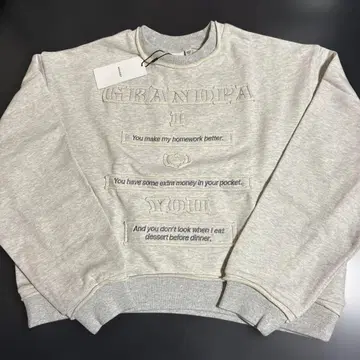 GRANDPA
I
You make my homework better.
You have some extra money in your pocket.
YOU
And you don't look when I eat
dessert before dinner.